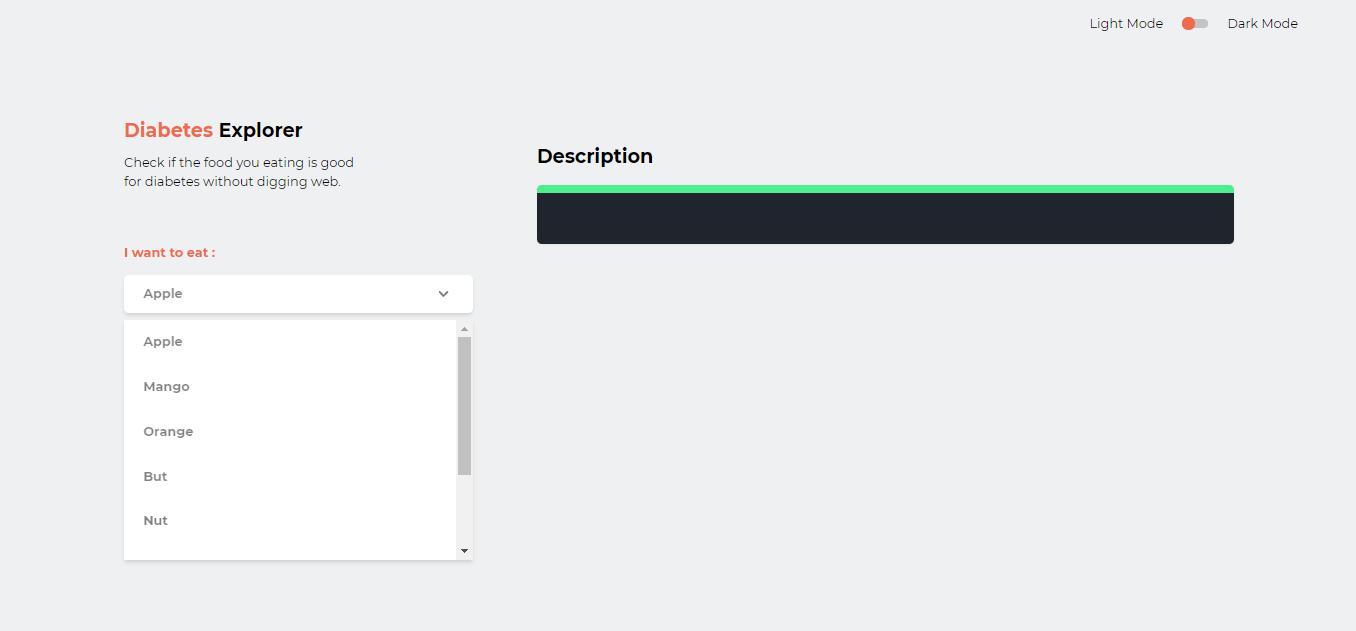 Light Mode Dark Mode
Diabetes Explorer
Check if the food you eating is good
for diabetes without digging web.
I want to eat :
Apple
Apple
Mango
Orange
But
Nut
Description